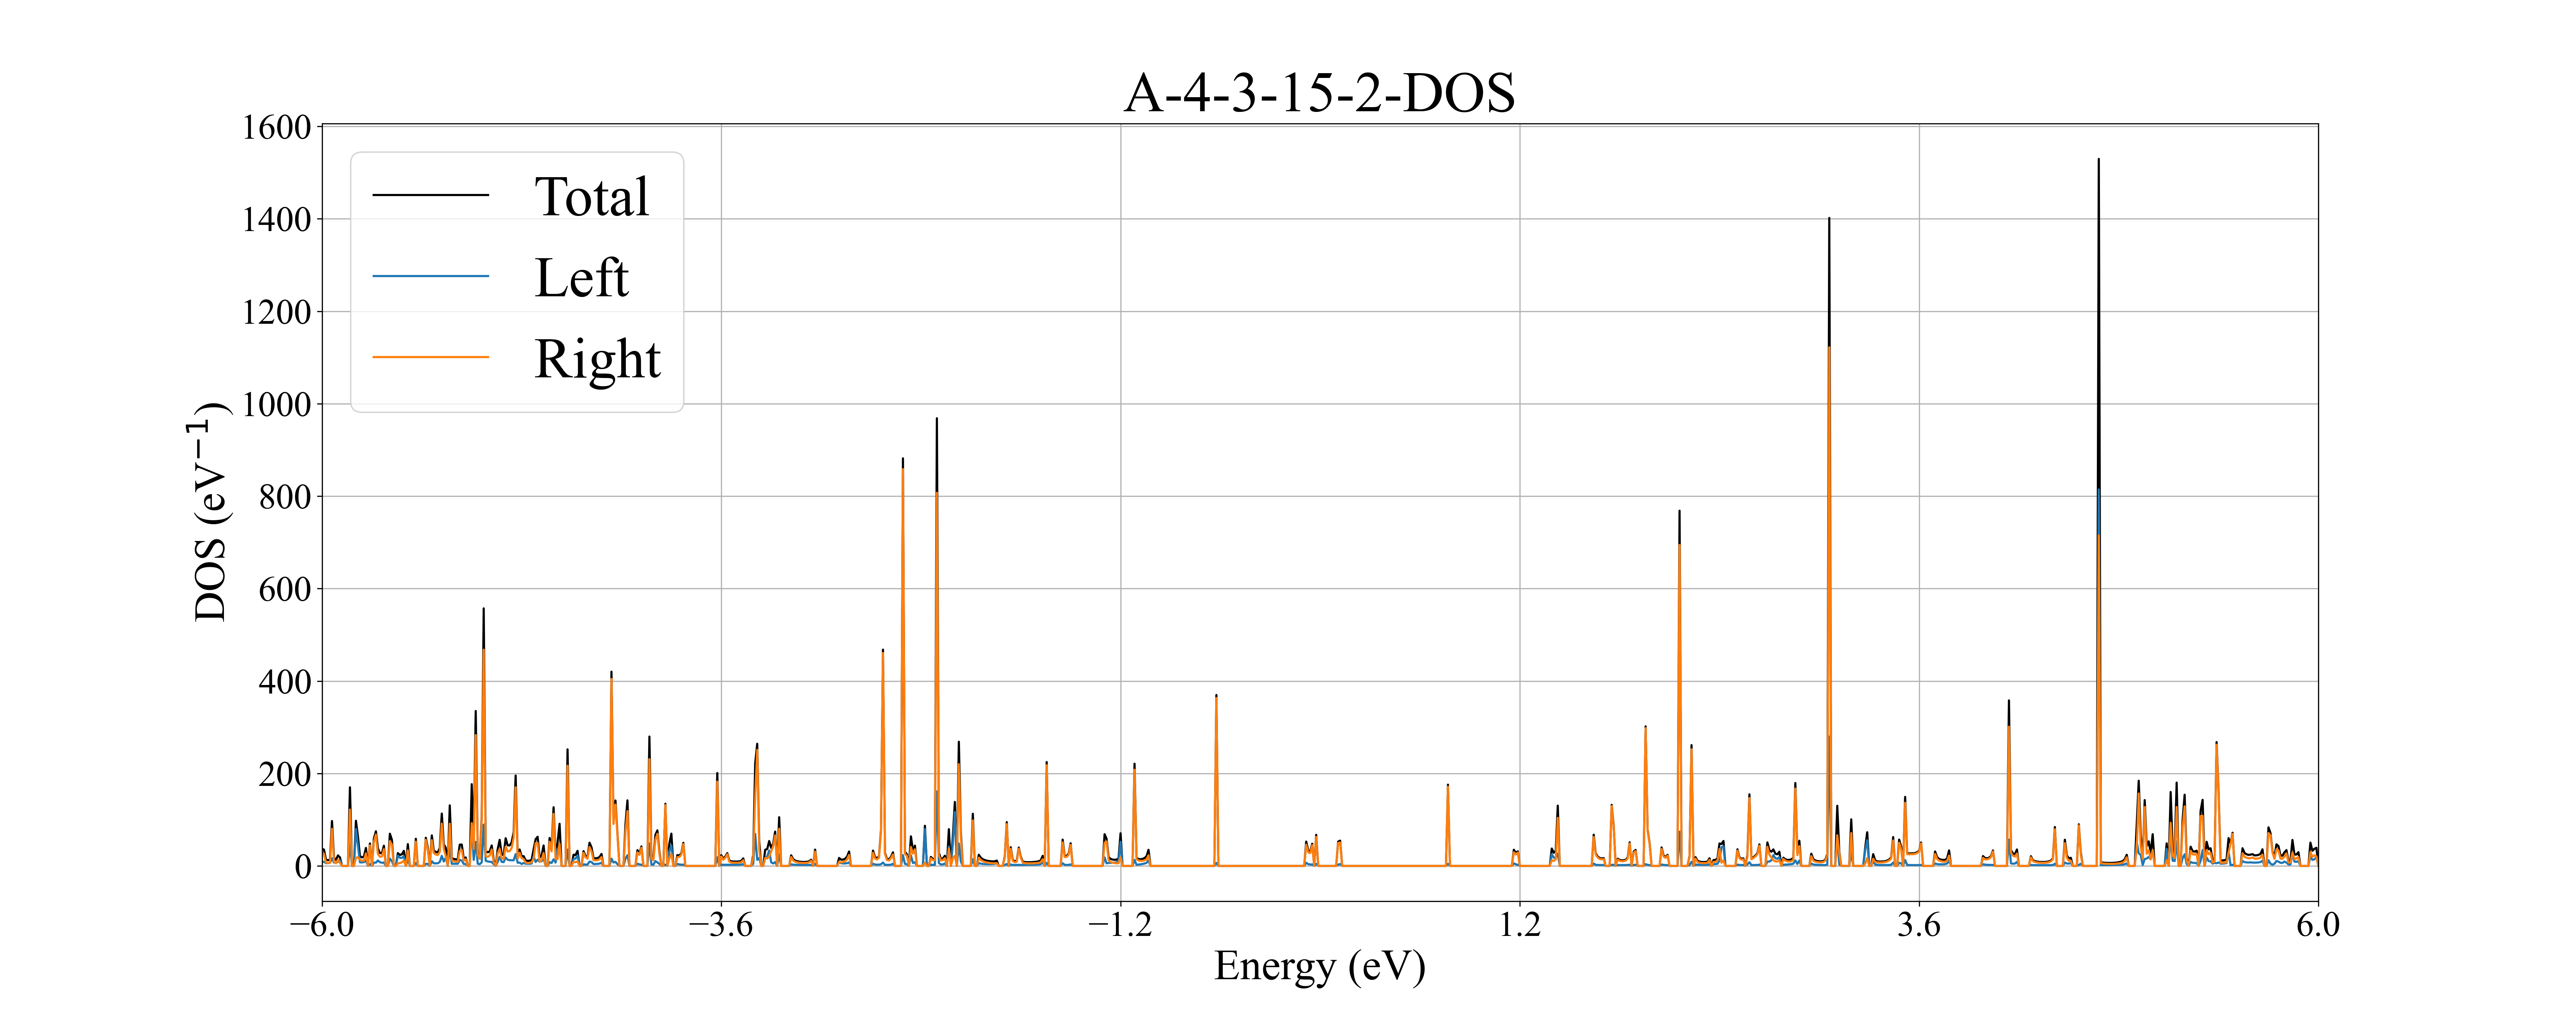 A-4-3-15-2-DOS
Total
Left
Right
1600
1400
1200
1000
800
600
400
200
0
DOS (eV⁻¹)
−6.0
−3.6
−1.2
1.2
3.6
6.0
Energy (eV)